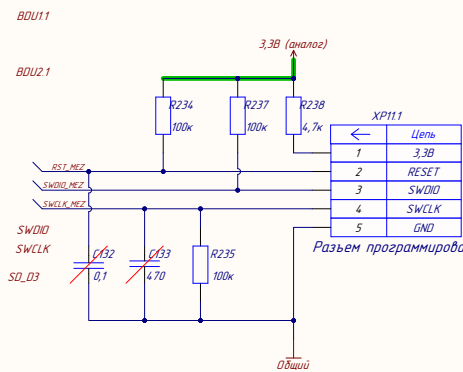 BDU1.1
3,3В (аналог)
BDU2.1
R234
100к
R237
100к
R238
4,7к
XP11.1
Цепь
1 3,3В
2 RESET
3 SWDIO
4 SWCLK
5 GND
Разъем программирова
RST_MEZ
SWDIO_MEZ
SWCLK_MEZ
SWDIO
SWCLK
SD_D3
C132
0,1
C133
470
R235
100к
Общий